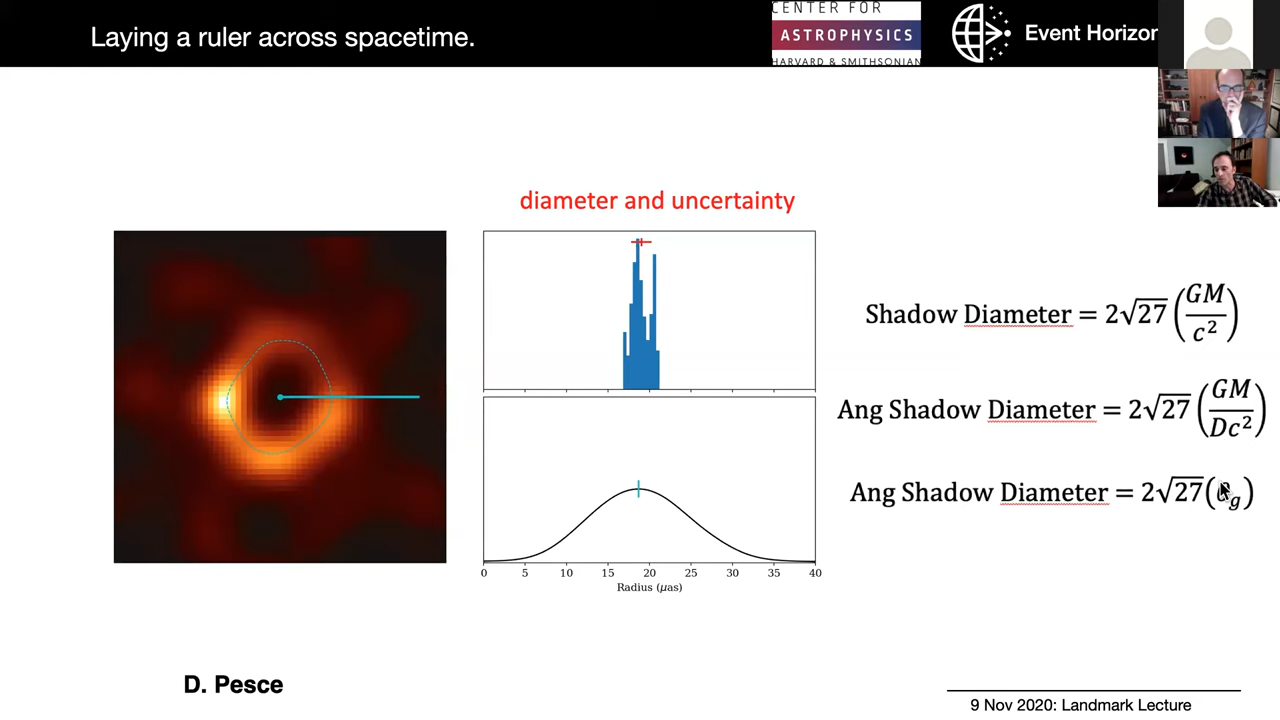 Laying a ruler across spacetime.
CENTER FOR
ASTROPHYSICS
HARVARD & SMITHSONIAN
Event Horizon
diameter and uncertainty
Shadow Diameter = 2√27 (GM/c²)
Ang Shadow Diameter = 2√27 (GM/Dc²)
Ang Shadow Diameter = 2√27(θg)
0 5 10 15 20 25 30 35 40
Radius (μas)
D. Pesce
9 Nov 2020: Landmark Lecture